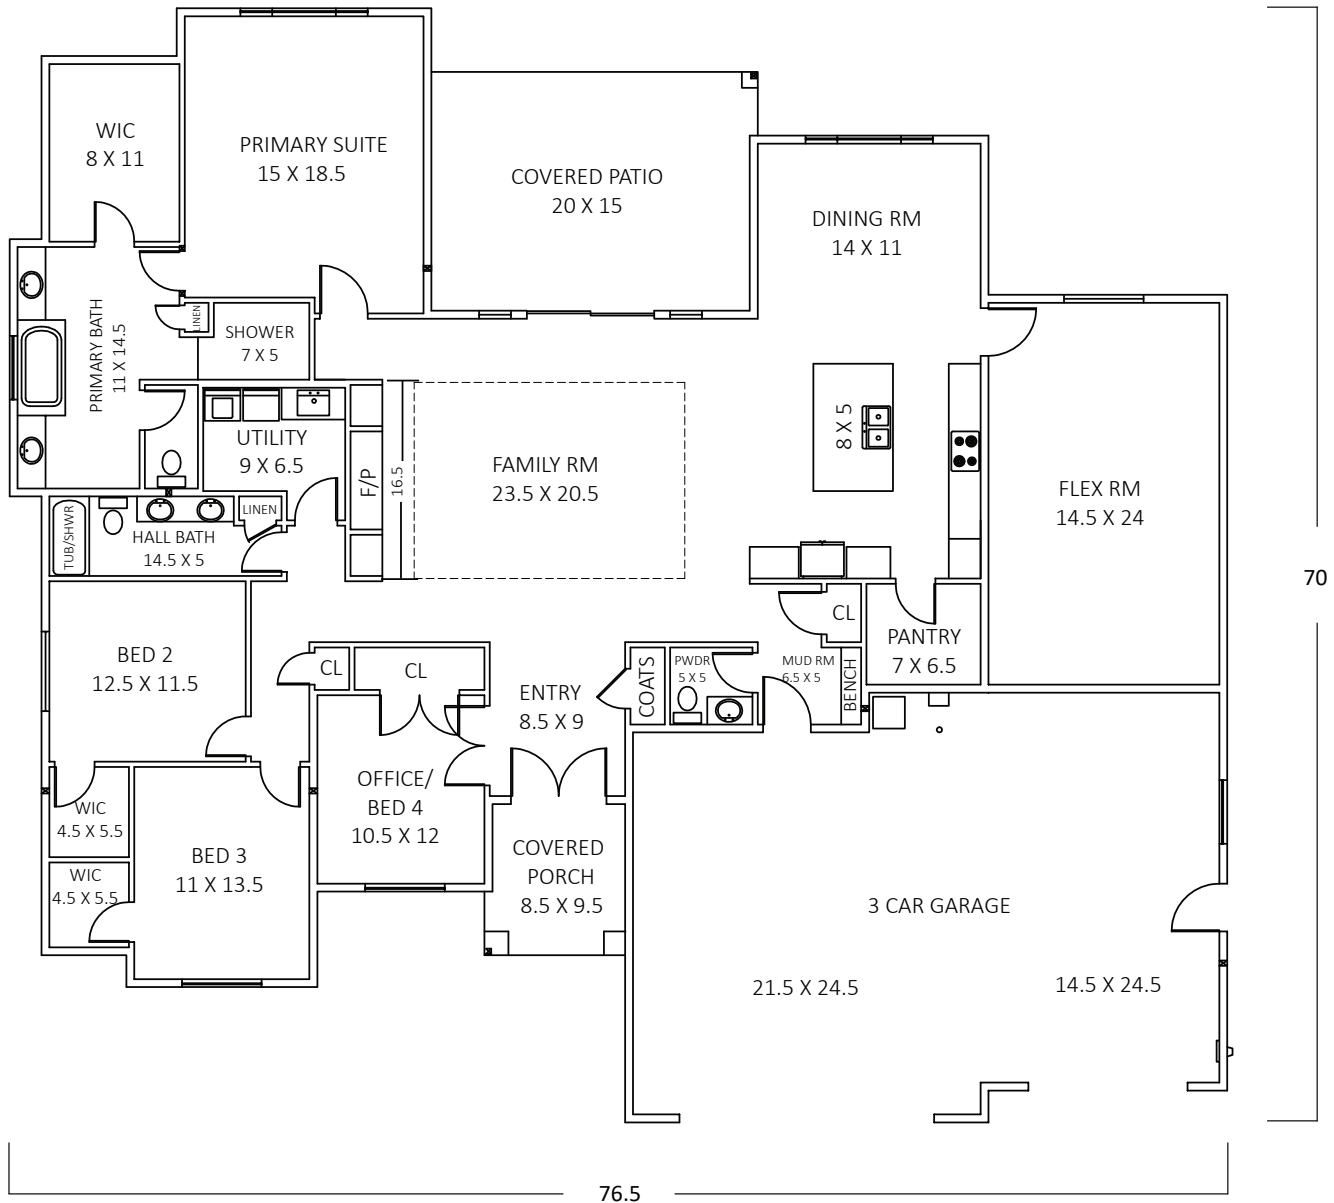 WIC
8 X 11
PRIMARY SUITE
15 X 18.5
COVERED PATIO
20 X 15
DINING RM
14 X 11
PRIMARY BATH
11 X 14.5
LINEN
SHOWER
7 X 5
UTILITY
9 X 6.5
F/P
16.5
FAMILY RM
23.5 X 20.5
8 X 5
FLEX RM
14.5 X 24
TUB/SHWR
HALL BATH
14.5 X 5
LINEN
70
BED 2
12.5 X 11.5
CL
CL
ENTRY
8.5 X 9
COATS
PWDR
5 X 5
MUD RM
6.5 X 5
BENCH
CL
PANTRY
7 X 6.5
WIC
4.5 X 5.5
WIC
4.5 X 5.5
BED 3
11 X 13.5
OFFICE/
BED 4
10.5 X 12
COVERED
PORCH
8.5 X 9.5
3 CAR GARAGE
21.5 X 24.5
14.5 X 24.5
76.5